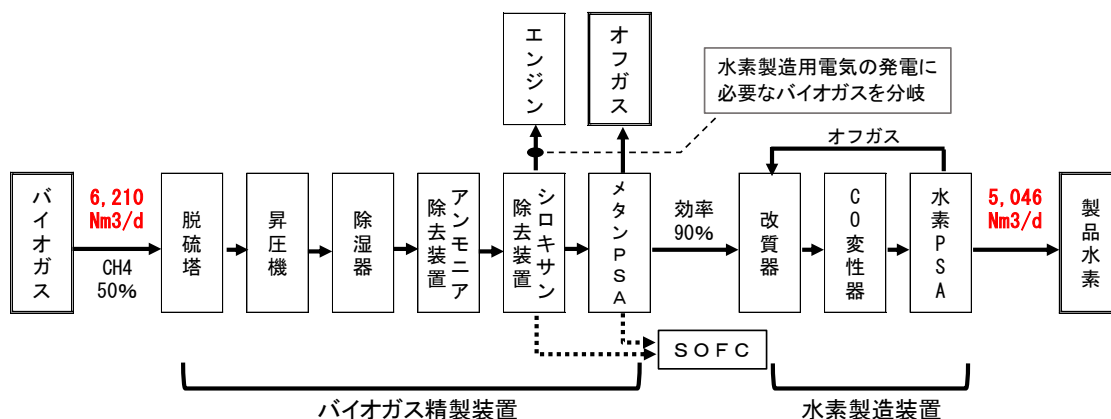 エンジン
オフガス
水素製造用電気の発電に
必要なバイオガスを分岐
オフガス
バイオガス
6,210
Nm3/d
CH4
50%
脱硫塔
昇圧機
除湿器
アンモニア
除去装置
シロキサン
除去装置
メタンPSA
効率
90%
改質器
CO変性器
水素PSA
5,046
Nm3/d
製品水素
SOFC
バイオガス精製装置
水素製造装置